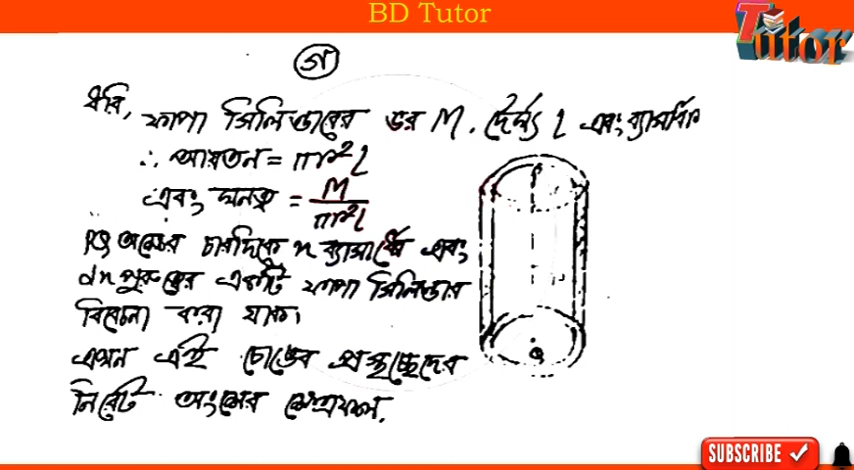 BD Tutor
Tutor
গ
ধরি, ফাপা সিলিন্ডারের ভর M, দৈর্ঘ্য l এবং ব্যাসার্ধ
∴ আয়তন = πr²l
এবং ঘনত্ব = M/πr²l
PQ অক্ষের চারদিকে x ব্যাসার্ধের এবং
dx পুরুত্বের একটি ফাপা সিলিন্ডার
বিবেচনা করা যাক।
এখন এই চোঙের প্রস্থচ্ছেদের
নিরেট অংশের ক্ষেত্রফল,
SUBSCRIBE